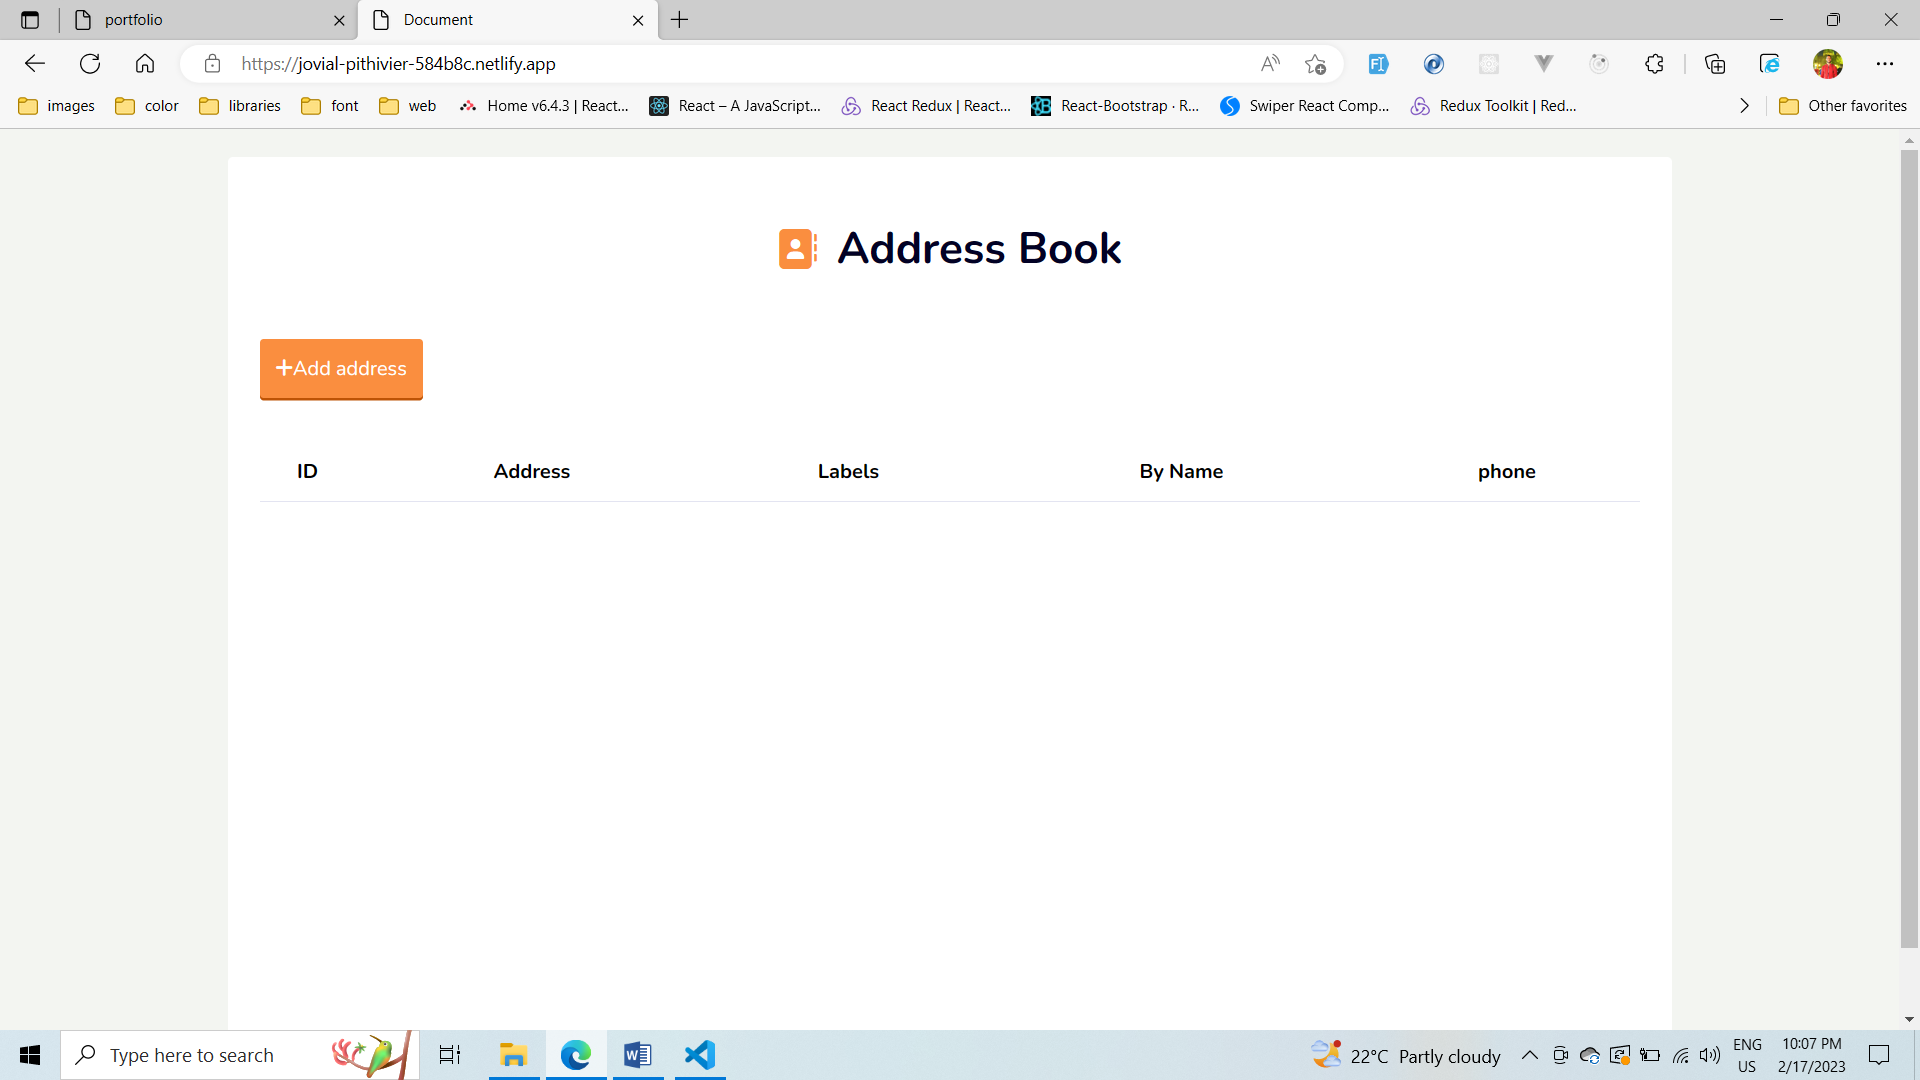 portfolio
Document
https://jovial-pithivier-584b8c.netlify.app
images color libraries font web Home v6.4.3 | React... React – A JavaScript... React Redux | React... React-Bootstrap · R... Swiper React Comp... Redux Toolkit | Red... Other favorites
Address Book
+Add address
ID Address Labels By Name phone
Type here to search
22°C Partly cloudy
ENG
US
10:07 PM
2/17/2023